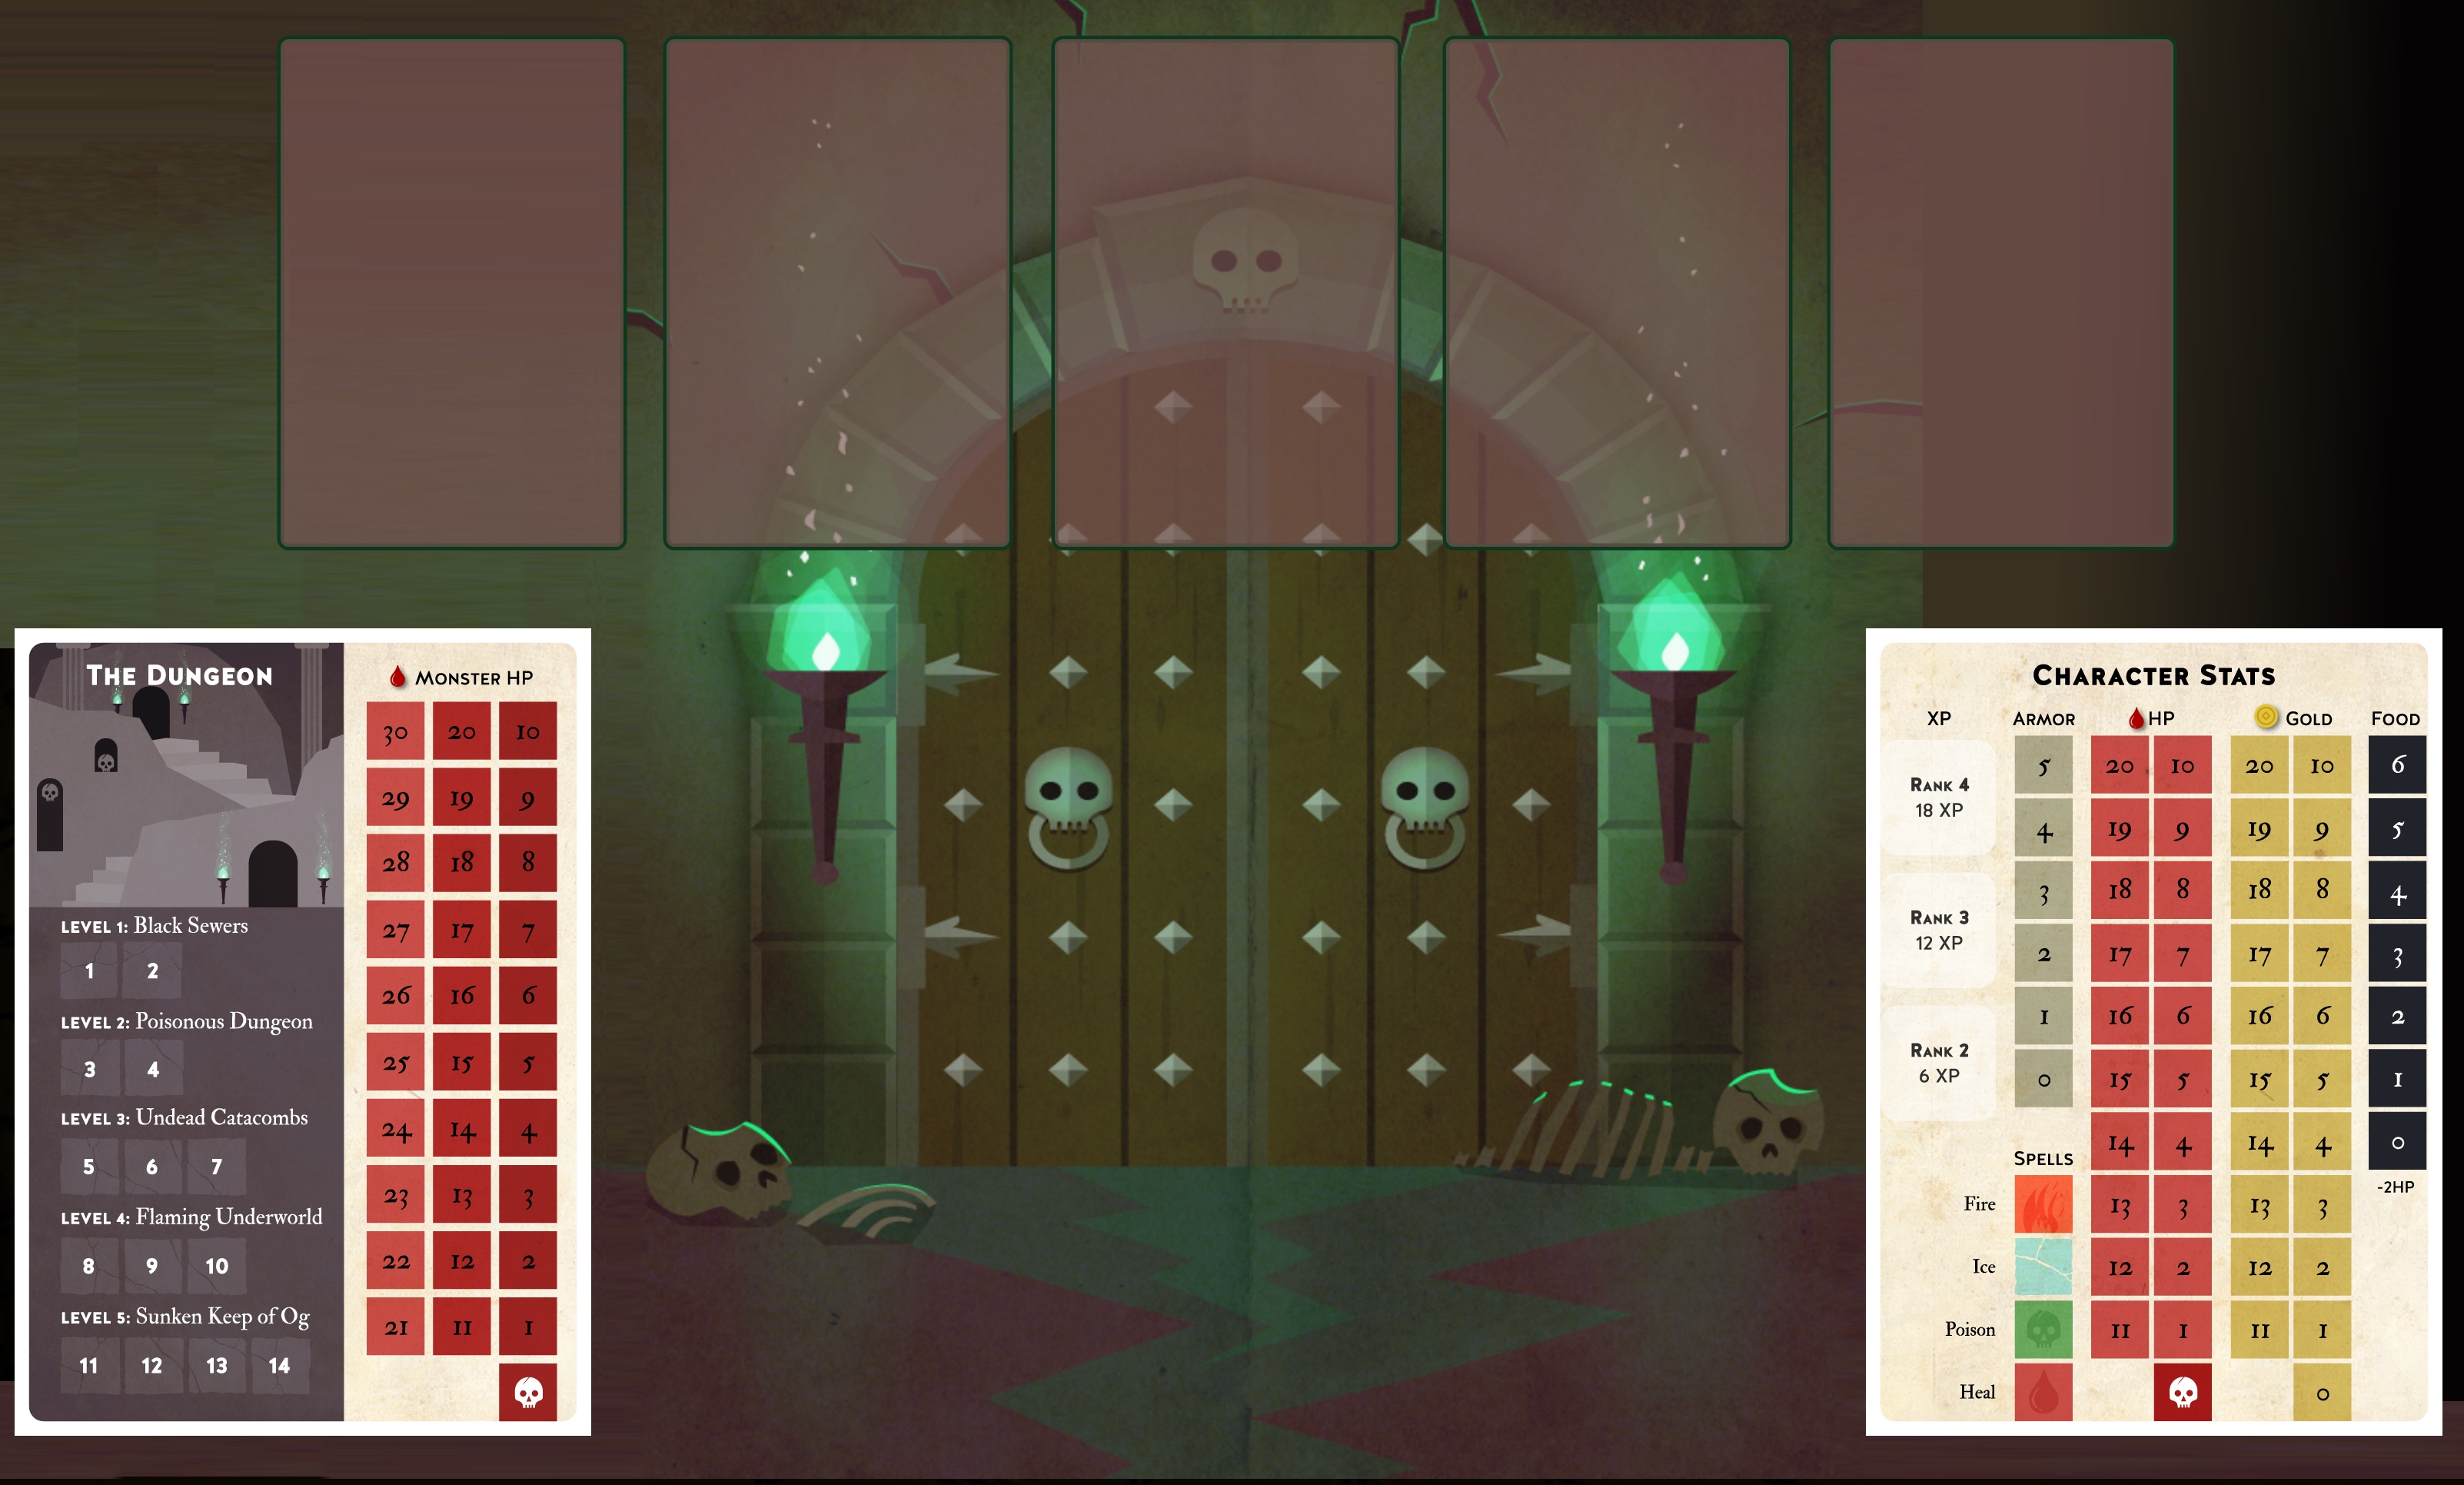 THE DUNGEON
MONSTER HP
30 20 10
29 19 9
28 18 8
27 17 7
26 16 6
25 15 5
24 14 4
23 13 3
22 12 2
21 11 1
LEVEL 1: Black Sewers
1 2
LEVEL 2: Poisonous Dungeon
3 4
LEVEL 3: Undead Catacombs
5 6 7
LEVEL 4: Flaming Underworld
8 9 10
LEVEL 5: Sunken Keep of Og
11 12 13 14
CHARACTER STATS
XP ARMOR HP GOLD FOOD
RANK 4
18 XP
RANK 3
12 XP
RANK 2
6 XP
5 20 10 20 10 6
4 19 9 19 9 5
3 18 8 18 8 4
2 17 7 17 7 3
1 16 6 16 6 2
0 15 5 15 5 1
14 4 14 4 0
SPELLS
-2HP
Fire 13 3 13 3
Ice 12 2 12 2
Poison 11 1 11 1
Heal 0